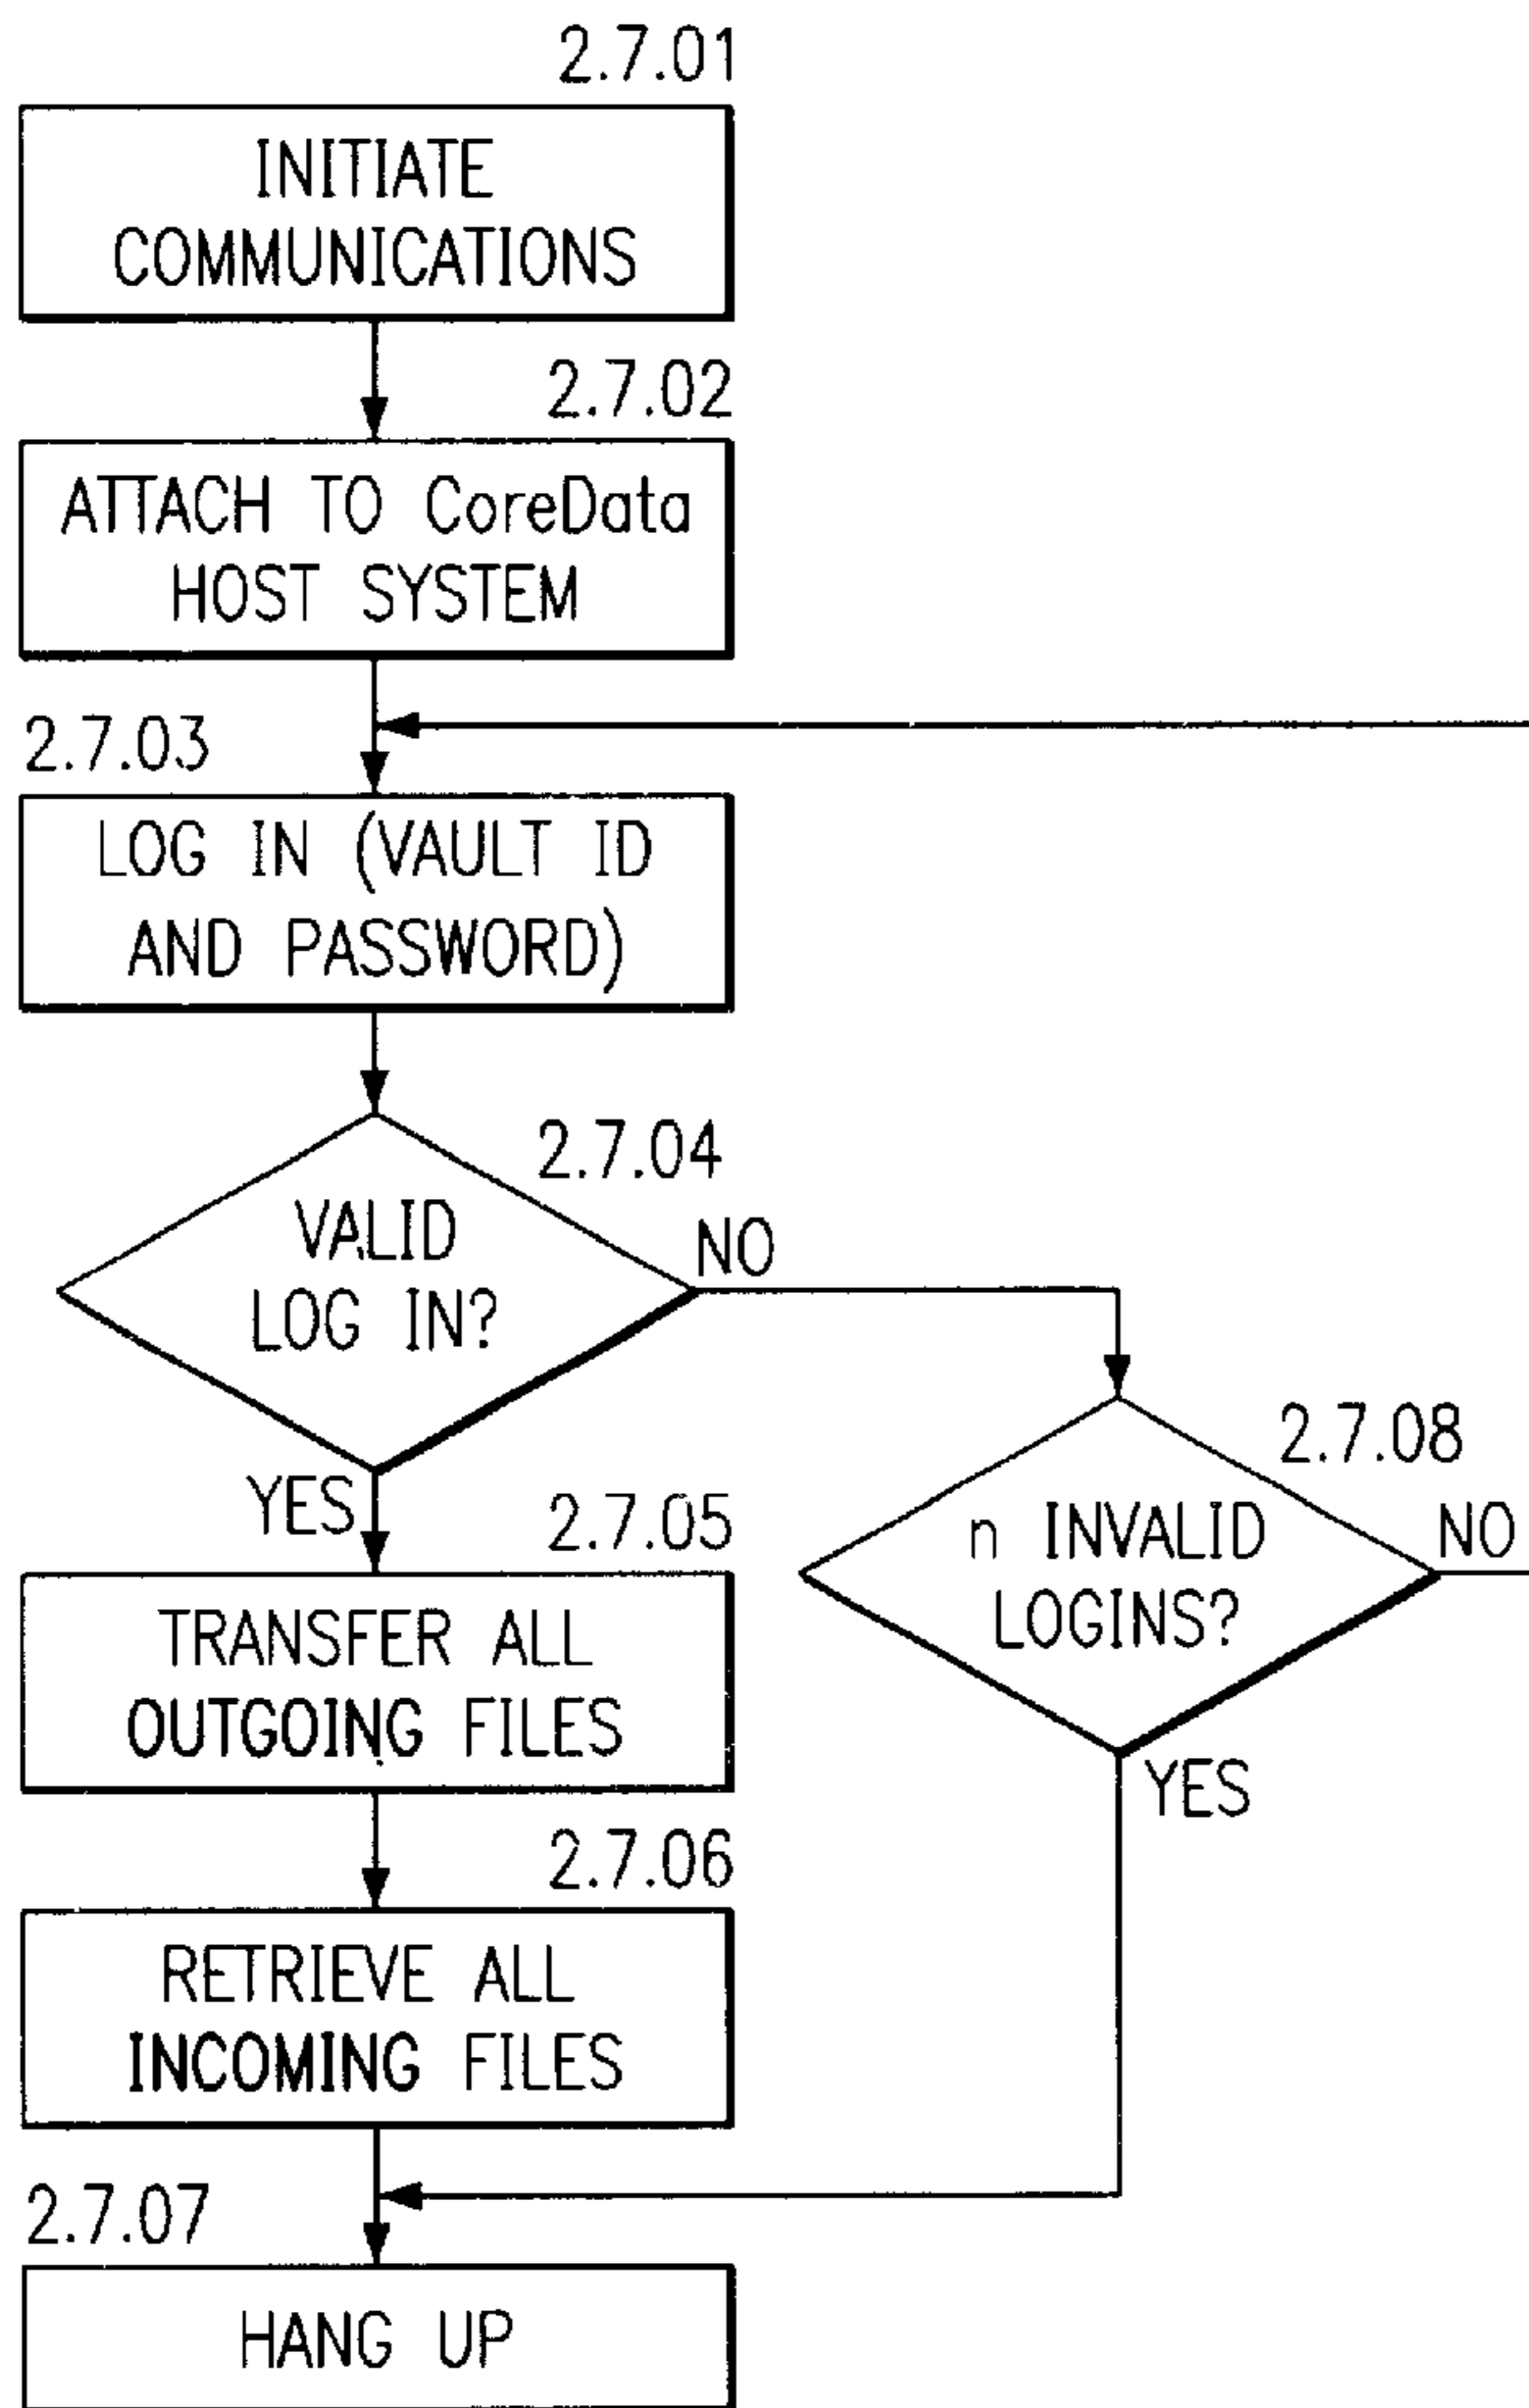 2.7.01
INITIATE
COMMUNICATIONS
2.7.02
ATTACH TO CoreData
HOST SYSTEM
2.7.03
LOG IN (VAULT ID
AND PASSWORD)
2.7.04
VALID
LOG IN?
NO
YES
2.7.08
n INVALID
LOGINS?
NO
YES
2.7.05
TRANSFER ALL
OUTGOING FILES
2.7.06
RETRIEVE ALL
INCOMING FILES
2.7.07
HANG UP